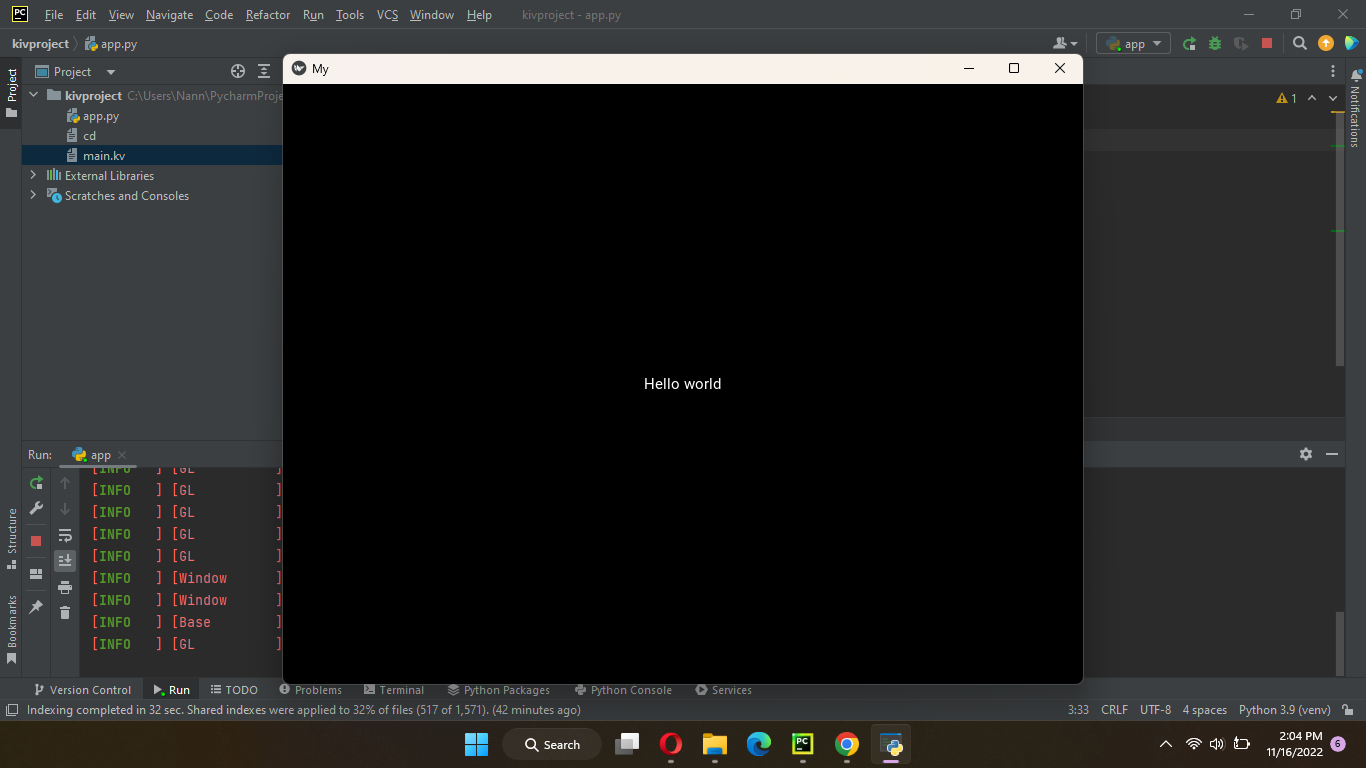 PC File Edit View Navigate Code Refactor Run Tools VCS Window Help kivproject - app.py
kivproject app.py app
Project
Project
My
1
Notifications
kivproject C:\Users\Nann\PycharmProje
app.py
cd
main.kv
External Libraries
Scratches and Consoles
Hello world
Run: app
[INFO ] [GL ]
[INFO ] [GL ]
[INFO ] [GL ]
[INFO ] [GL ]
[INFO ] [GL ]
[INFO ] [Window ]
[INFO ] [Window ]
[INFO ] [Base ]
[INFO ] [GL ]
Structure
Bookmarks
Version Control Run TODO Problems Terminal Python Packages Python Console Services
Indexing completed in 32 sec. Shared indexes were applied to 32% of files (517 of 1,571). (42 minutes ago) 3:33 CRLF UTF-8 4 spaces Python 3.9 (venv)
Search PC 2:04 PM
11/16/2022 6